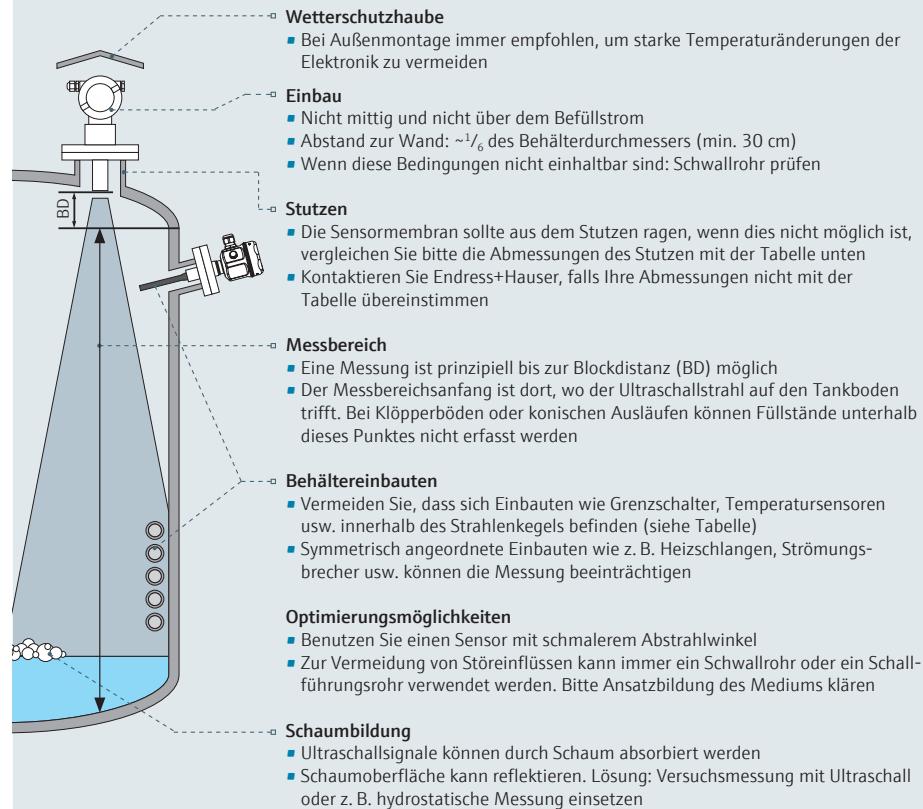 Wetterschutzhaube
▪ Bei Außenmontage immer empfohlen, um starke Temperaturänderungen der
Elektronik zu vermeiden
Einbau
▪ Nicht mittig und nicht über dem Befüllstrom
▪ Abstand zur Wand: ~1/6 des Behälterdurchmessers (min. 30 cm)
▪ Wenn diese Bedingungen nicht einhaltbar sind: Schwallrohr prüfen
BD
Stutzen
▪ Die Sensormembran sollte aus dem Stutzen ragen, wenn dies nicht möglich ist,
vergleichen Sie bitte die Abmessungen des Stutzen mit der Tabelle unten
▪ Kontaktieren Sie Endress+Hauser, falls Ihre Abmessungen nicht mit der
Tabelle übereinstimmen
Messbereich
▪ Eine Messung ist prinzipiell bis zur Blockdistanz (BD) möglich
▪ Der Messbereichsanfang ist dort, wo der Ultraschallstrahl auf den Tankboden
trifft. Bei Klöpperböden oder konischen Ausläufen können Füllstände unterhalb
dieses Punktes nicht erfasst werden
Behältereinbauten
▪ Vermeiden Sie, dass sich Einbauten wie Grenzschalter, Temperatursensoren
usw. innerhalb des Strahlenkegels befinden (siehe Tabelle)
▪ Symmetrisch angeordnete Einbauten wie z. B. Heizschlangen, Strömungs-
brecher usw. können die Messung beeinträchtigen
Optimierungsmöglichkeiten
▪ Benutzen Sie einen Sensor mit schmalerem Abstrahlwinkel
▪ Zur Vermeidung von Störeinflüssen kann immer ein Schwallrohr oder ein Schall-
führungsrohr verwendet werden. Bitte Ansatzbildung des Mediums klären
Schaumbildung
▪ Ultraschallsignale können durch Schaum absorbiert werden
▪ Schaumoberfläche kann reflektieren. Lösung: Versuchsmessung mit Ultraschall
oder z. B. hydrostatische Messung einsetzen